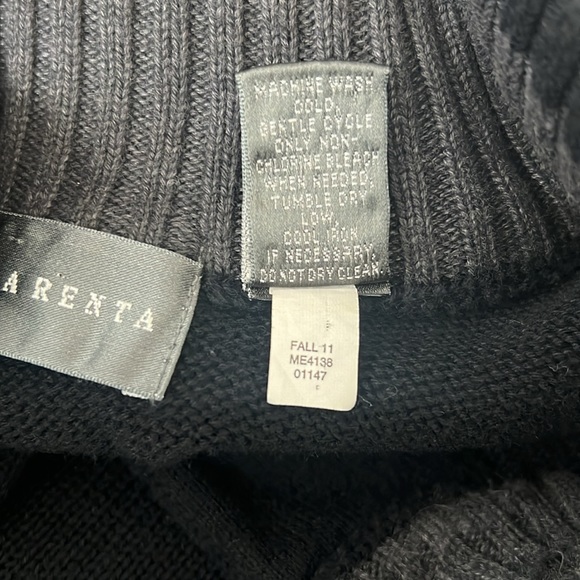 MACHINE WASH
COLD,
GENTLE CYCLE
ONLY NON-
CHLORINE BLEACH
WHEN NEEDED.
TUMBLE DRY
LOW,
COOL IRON
IF NECESSARY.
DO NOT DRY CLEAN
ARENTA
FALL 11
ME4138
01147